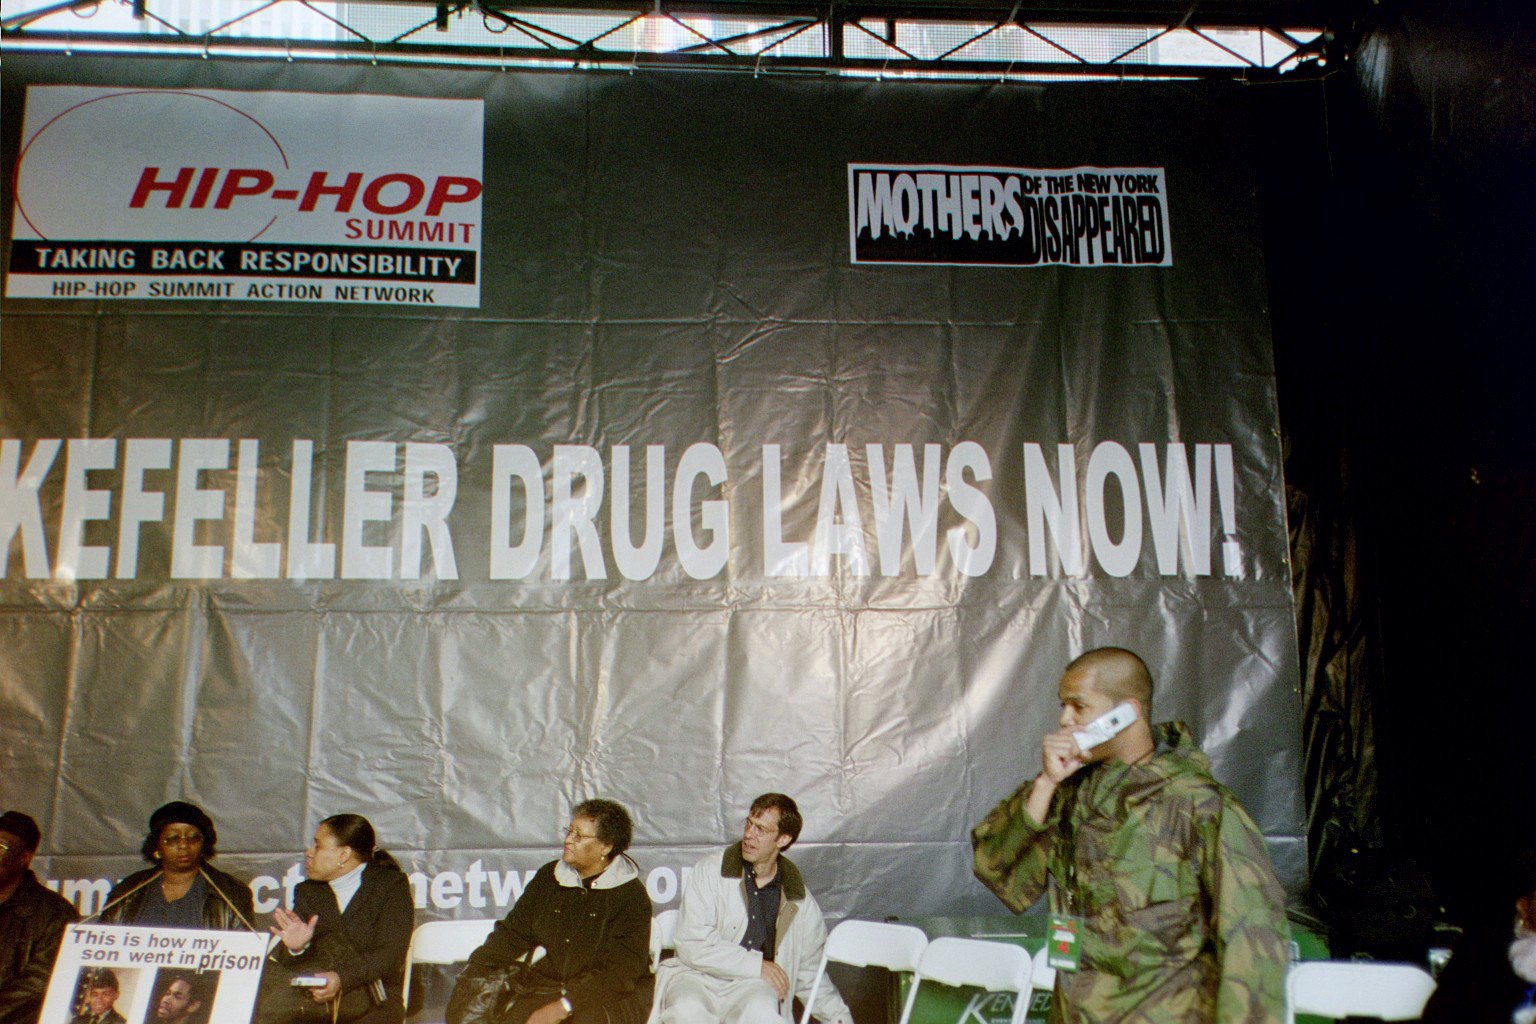 HIP-HOP
SUMMIT
TAKING BACK RESPONSIBILITY
HIP-HOP SUMMIT ACTION NETWORK
MOTHERS
OF THE NEW YORK
DISAPPEARED
KEFELLER DRUG LAWS NOW!
This is how my
son went in prison